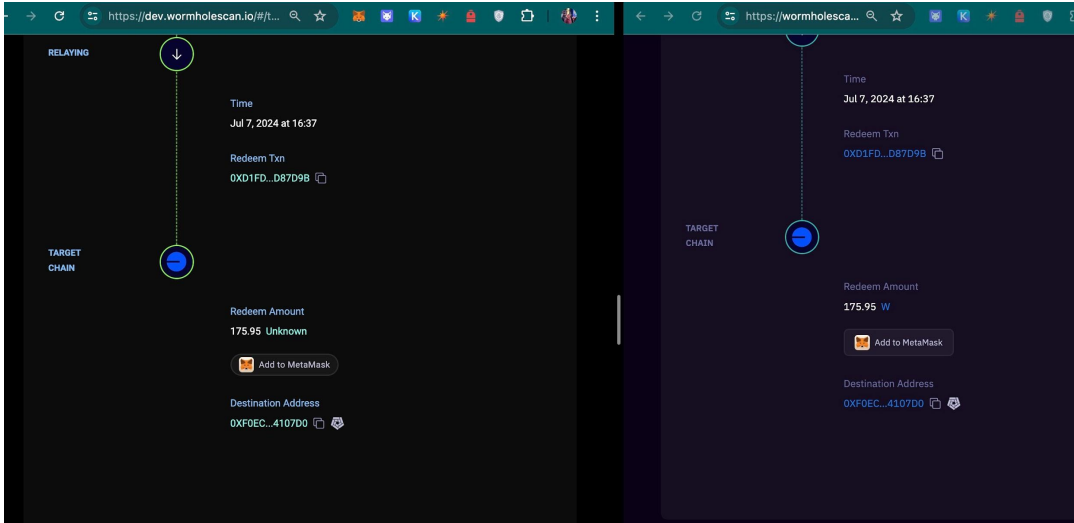 https://dev.wormholescan.io/#/t...
RELAYING
Time
Jul 7, 2024 at 16:37
Redeem Txn
0XD1FD...D87D9B
TARGET
CHAIN
Redeem Amount
175.95 Unknown
Add to MetaMask
Destination Address
0XF0EC...4107D0
https://wormholesca...
Time
Jul 7, 2024 at 16:37
Redeem Txn
0XD1FD...D87D9B
TARGET
CHAIN
Redeem Amount
175.95 W
Add to MetaMask
Destination Address
0XF0EC...4107D0